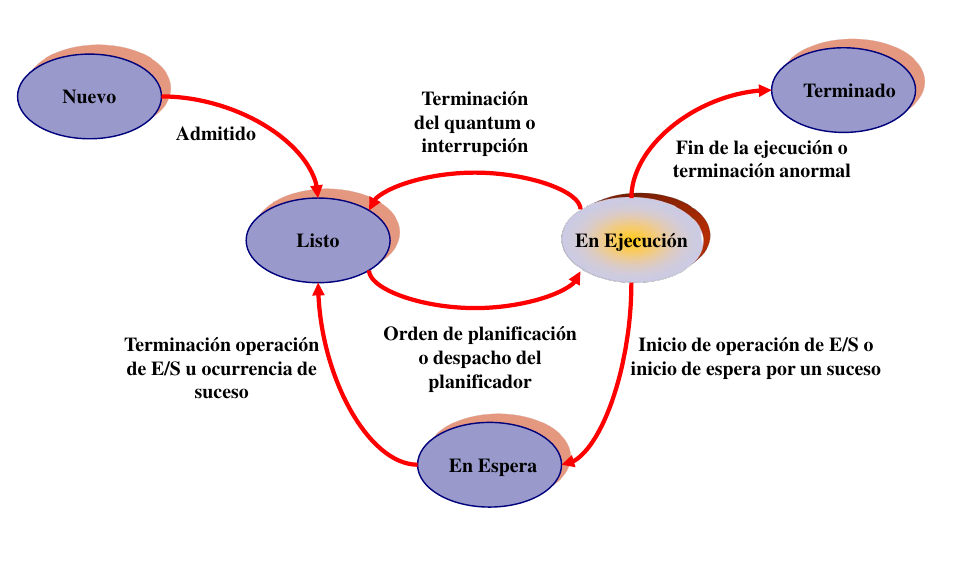 Nuevo
Terminado
Admitido
Terminación
del quantum o
interrupción
Fin de la ejecución o
terminación anormal
Listo
En Ejecución
Terminación operación
de E/S u ocurrencia de
suceso
Orden de planificación
o despacho del
planificador
Inicio de operación de E/S o
inicio de espera por un suceso
En Espera